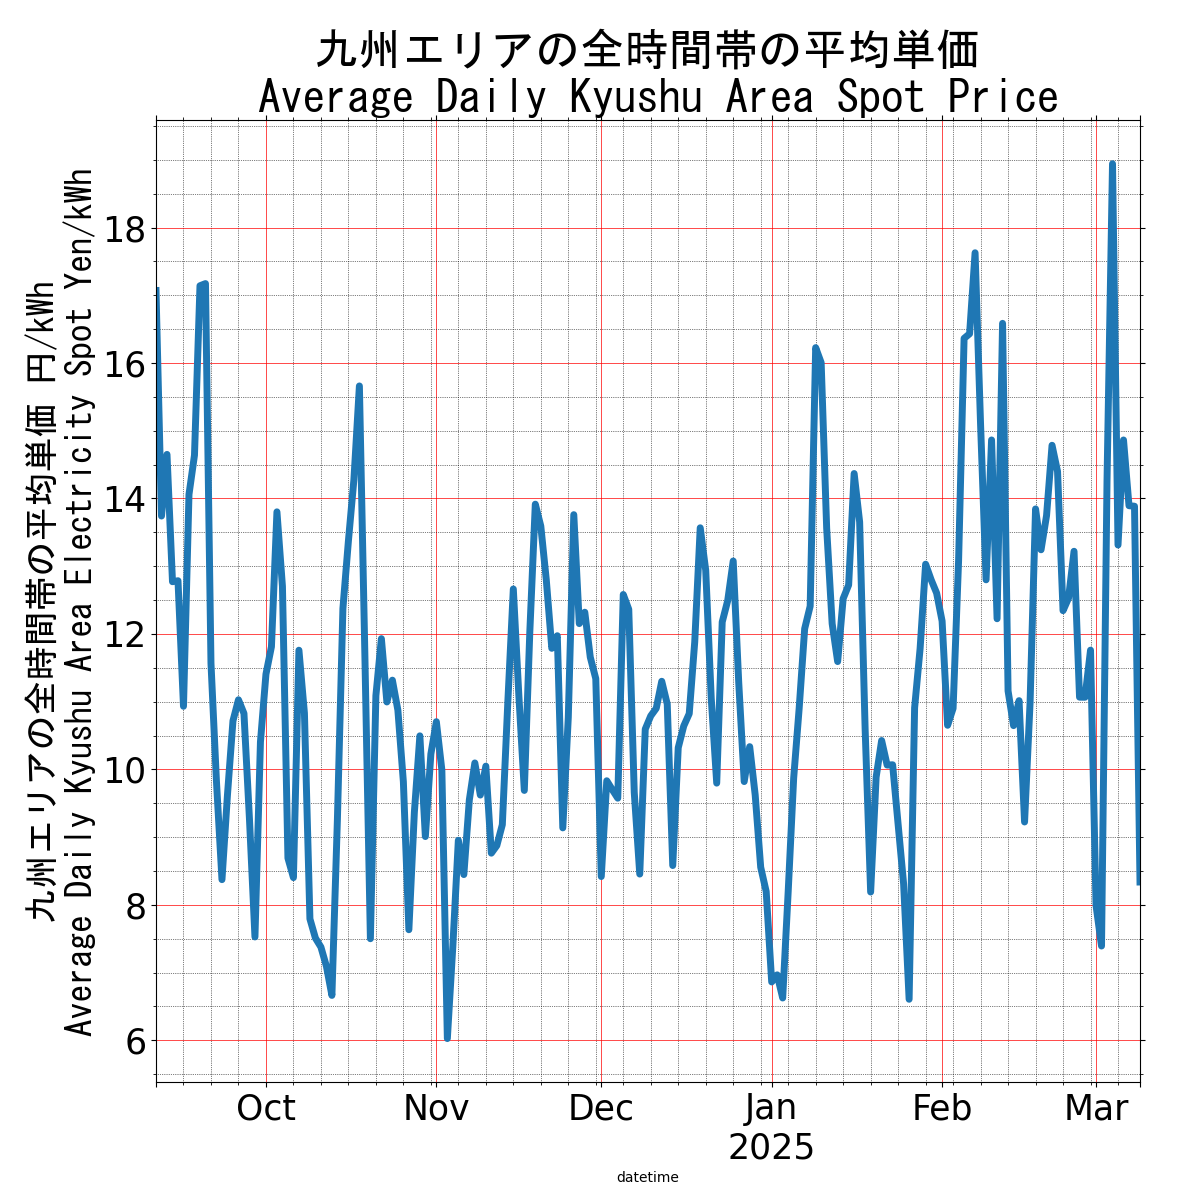 九州エリアの全時間帯の平均単価
Average Daily Kyushu Area Spot Price
九州エリアの全時間帯の平均単価 円/kWh
Average Daily Kyushu Area Electricity Spot Yen/kWh
18
16
14
12
10
8
6
Oct Nov Dec Jan Feb Mar
2025
datetime